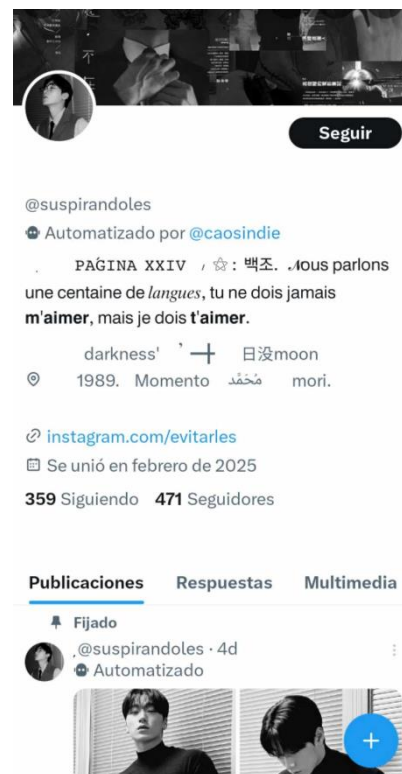 Seguir
@suspirandoles
Automatizado por @caosindie
. PAǴINA XXIV , ☆ : 백조. 𝒩ous parlons
une centaine de langues, tu ne dois jamais
m'aimer, mais je dois t'aimer.
darkness' ’ ┼ 日没moon
1989. Momento مُحَمَّد mori.
instagram.com/evitarles
Se unió en febrero de 2025
359 Siguiendo 471 Seguidores
Publicaciones Respuestas Multimedia
Fijado
,@suspirandoles · 4d
Automatizado